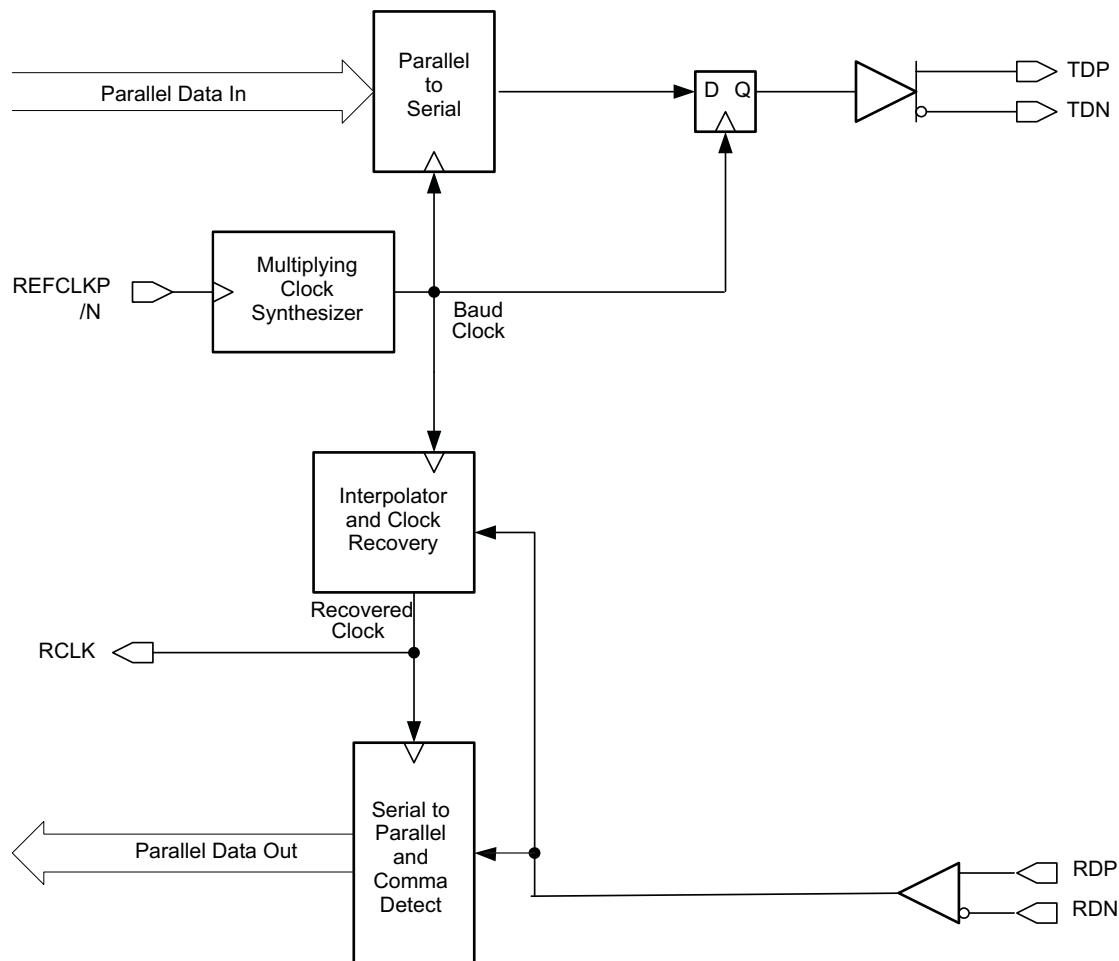 Parallel
to
Serial
Parallel Data In
D Q
TDP
TDN
REFCLKP
/N
Multiplying
Clock
Synthesizer
Baud
Clock
Interpolator
and Clock
Recovery
Recovered
Clock
RCLK
Serial to
Parallel
and
Comma
Detect
Parallel Data Out
RDP
RDN